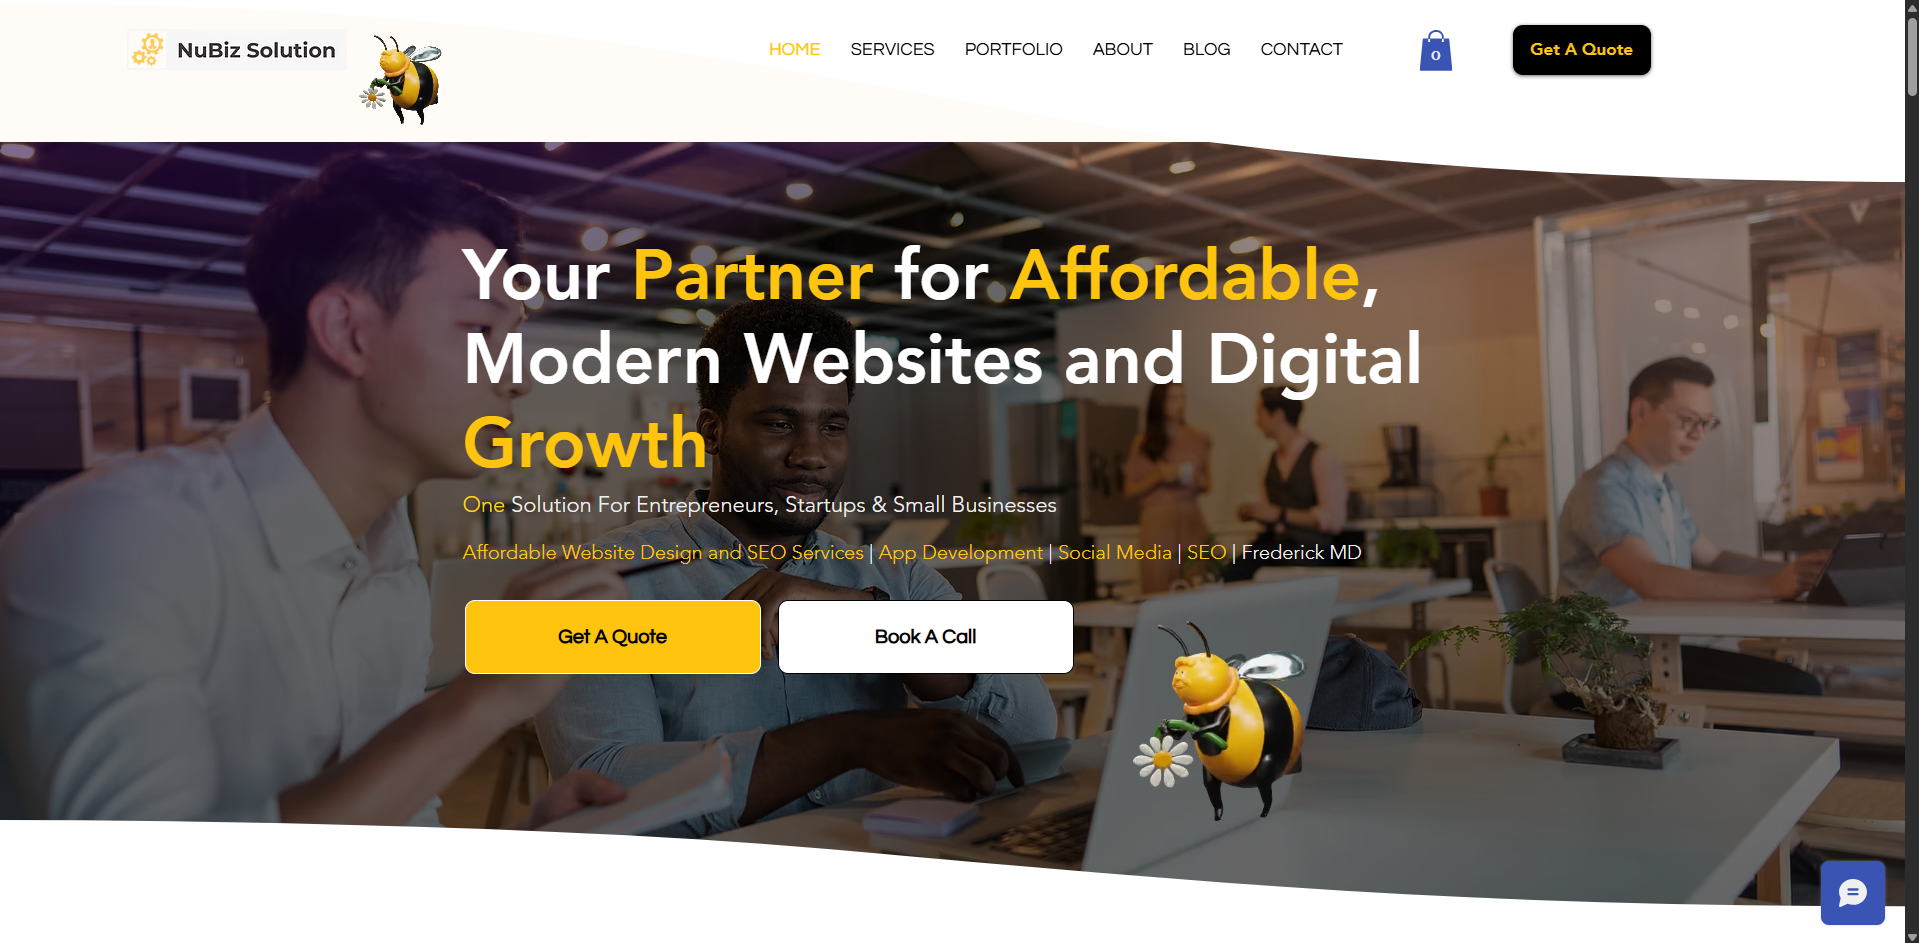 NuBiz Solution
HOME SERVICES PORTFOLIO ABOUT BLOG CONTACT
0
Get A Quote
Your Partner for Affordable,
Modern Websites and Digital
Growth
One Solution For Entrepreneurs, Startups & Small Businesses
Affordable Website Design and SEO Services | App Development | Social Media | SEO | Frederick MD
Get A Quote
Book A Call